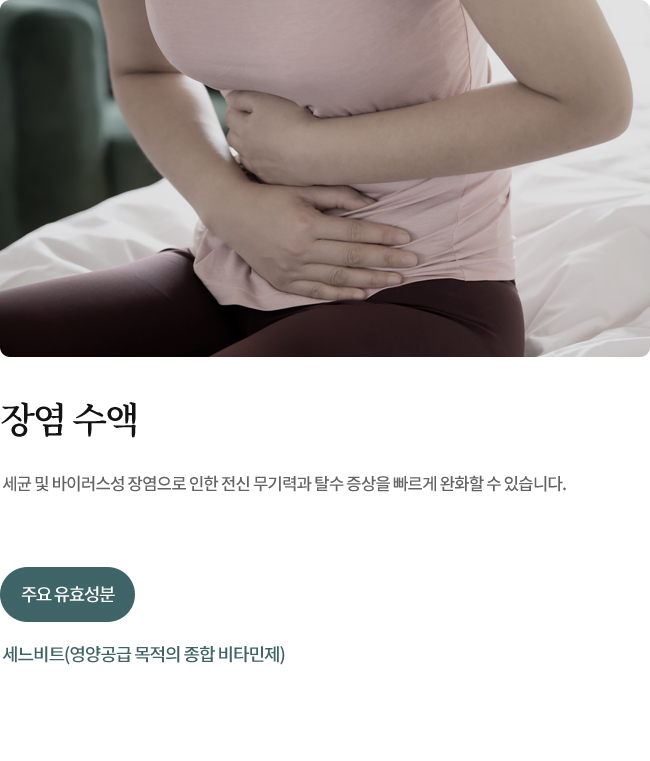 장염 수액
세균 및 바이러스성 장염으로 인한 전신 무기력과 탈수 증상을 빠르게 완화할 수 있습니다.
주요 유효성분
세느비트(영양공급 목적의 종합 비타민제)